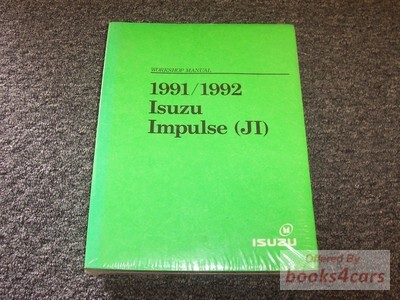 WORKSHOP MANUAL
1991/1992
Isuzu
Impulse (JI)
ISUZU
Offered By
books4cars